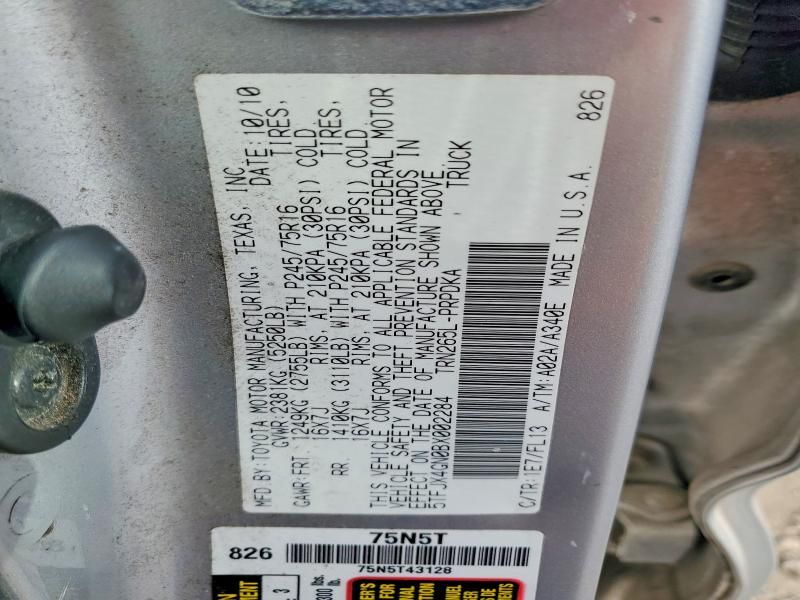 MFD. BY: TOYOTA MOTOR MANUFACTURING, TEXAS, INC.
GVWR: 2381KG (5250LB) DATE: 10/10
GAWR: FRT. 1249KG (2755LB) WITH P245/75R16 TIRES,
16X7J RIMS, AT 210KPA (30PSI) COLD
RR. 1410KG (3110LB) WITH P245/75R16 TIRES,
16X7J RIMS, AT 210KPA (30PSI) COLD
THIS VEHICLE CONFORMS TO ALL APPLICABLE FEDERAL MOTOR
VEHICLE SAFETY AND THEFT PREVENTION STANDARDS IN
EFFECT ON THE DATE OF MANUFACTURE SHOWN ABOVE.
5TFJX4GN0BX002284 TRUCK
TRN265L-PRPDKA
C/TR: 1E7/FL13 A/TM: A02A/A340E MADE IN U.S.A. 826
75N5T
826
75N5T43128
3
lbs.
lb.